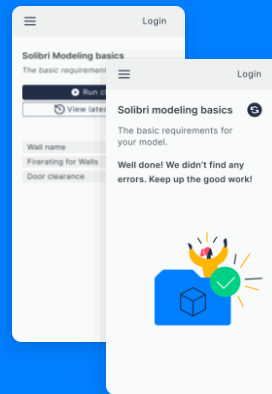 Login
Solibri Modeling basics
The basic requirement
Run c
View lates
Wall name
Firerating for Walls
Door clearance
Login
Solibri modeling basics
The basic requirements for
your model.
Well done! We didn't find any
errors. Keep up the good work!